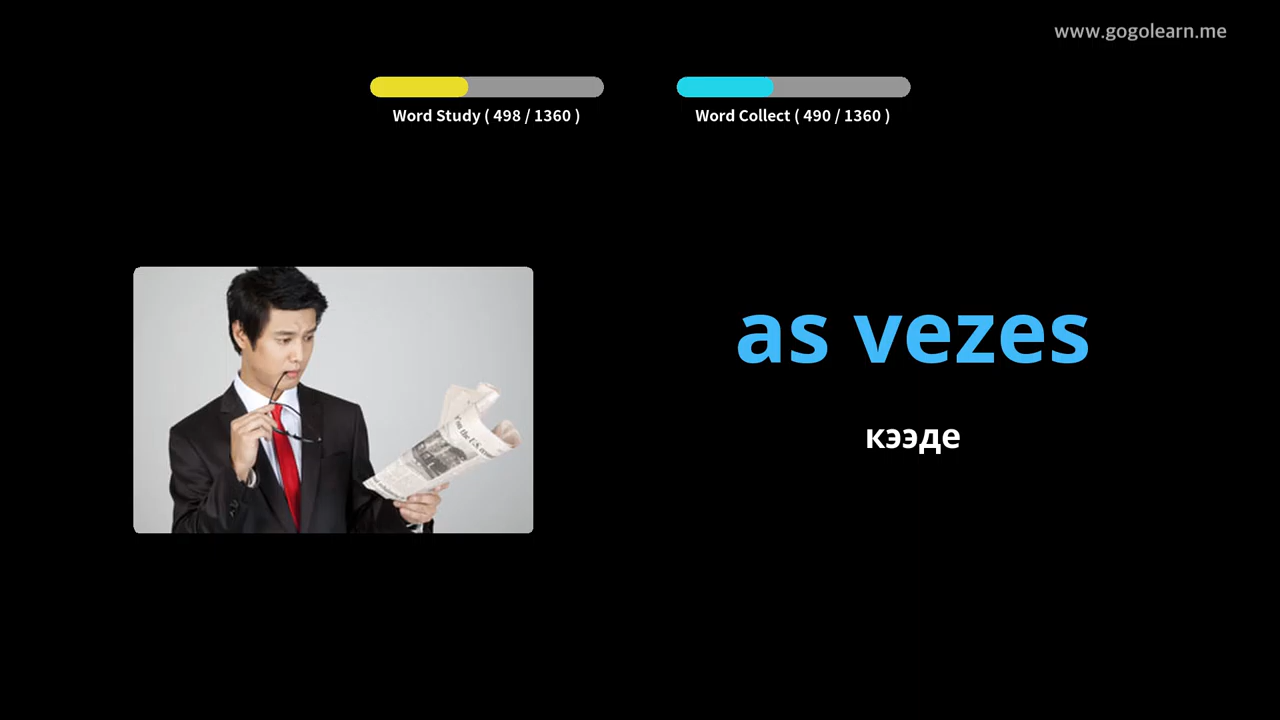 www.gogolearn.me
Word Study ( 498 / 1360 )
Word Collect ( 490 / 1360 )
as vezes
кээде